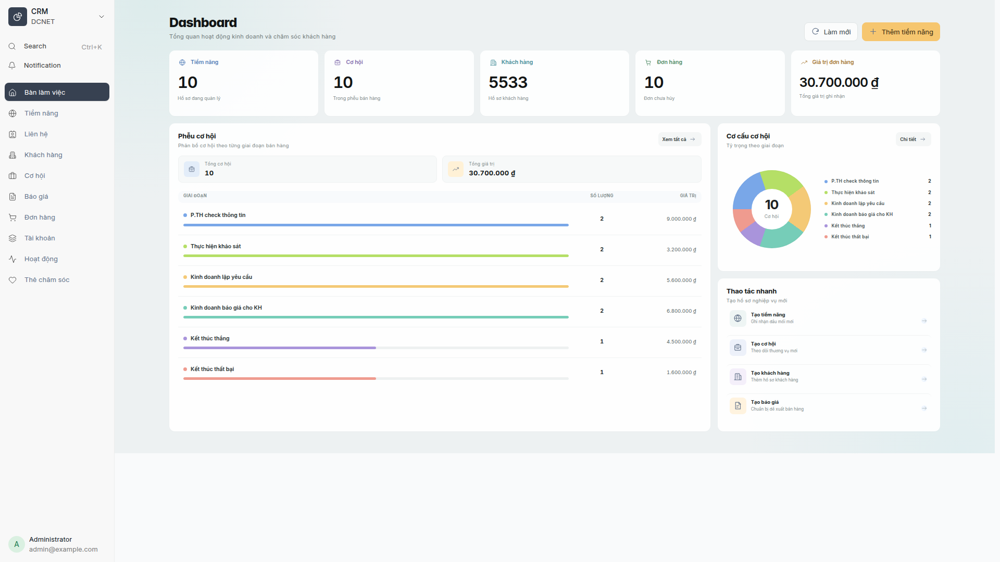 CRM
DCNET
Search
Ctrl+K
Notification
Bàn làm việc
Tiềm năng
Liên hệ
Khách hàng
Cơ hội
Báo giá
Đơn hàng
Tài khoản
Hoạt động
Thẻ chăm sóc
A
Administrator
admin@example.com
Dashboard
Tổng quan hoạt động kinh doanh và chăm sóc khách hàng
Làm mới
Thêm tiềm năng
Tiềm năng
10
Hồ sơ đang quản lý
Cơ hội
10
Trong phễu bán hàng
Khách hàng
5533
Hồ sơ khách hàng
Đơn hàng
10
Đơn chưa hủy
Giá trị đơn hàng
30.700.000 ₫
Tổng giá trị ghi nhận
Phễu cơ hội
Phân bổ cơ hội theo từng giai đoạn bán hàng
Xem tất cả
Tổng cơ hội
10
Tổng giá trị
30.700.000 ₫
GIAI ĐOẠN SỐ LƯỢNG GIÁ TRỊ
P.TH check thông tin 2 9.000.000 ₫
Thực hiện khảo sát 2 3.200.000 ₫
Kinh doanh lập yêu cầu 2 5.600.000 ₫
Kinh doanh báo giá cho KH 2 6.800.000 ₫
Kết thúc thắng 1 4.500.000 ₫
Kết thúc thất bại 1 1.600.000 ₫
Cơ cấu cơ hội
Tỷ trọng theo giai đoạn
Chi tiết
10
Cơ hội
P.TH check thông tin 2
Thực hiện khảo sát 2
Kinh doanh lập yêu cầu 2
Kinh doanh báo giá cho KH 2
Kết thúc thắng 1
Kết thúc thất bại 1
Thao tác nhanh
Tạo hồ sơ nghiệp vụ mới
Tạo tiềm năng
Ghi nhận đầu mối mới
Tạo cơ hội
Theo dõi thương vụ mới
Tạo khách hàng
Thêm hồ sơ khách hàng
Tạo báo giá
Chuẩn bị đề xuất bán hàng